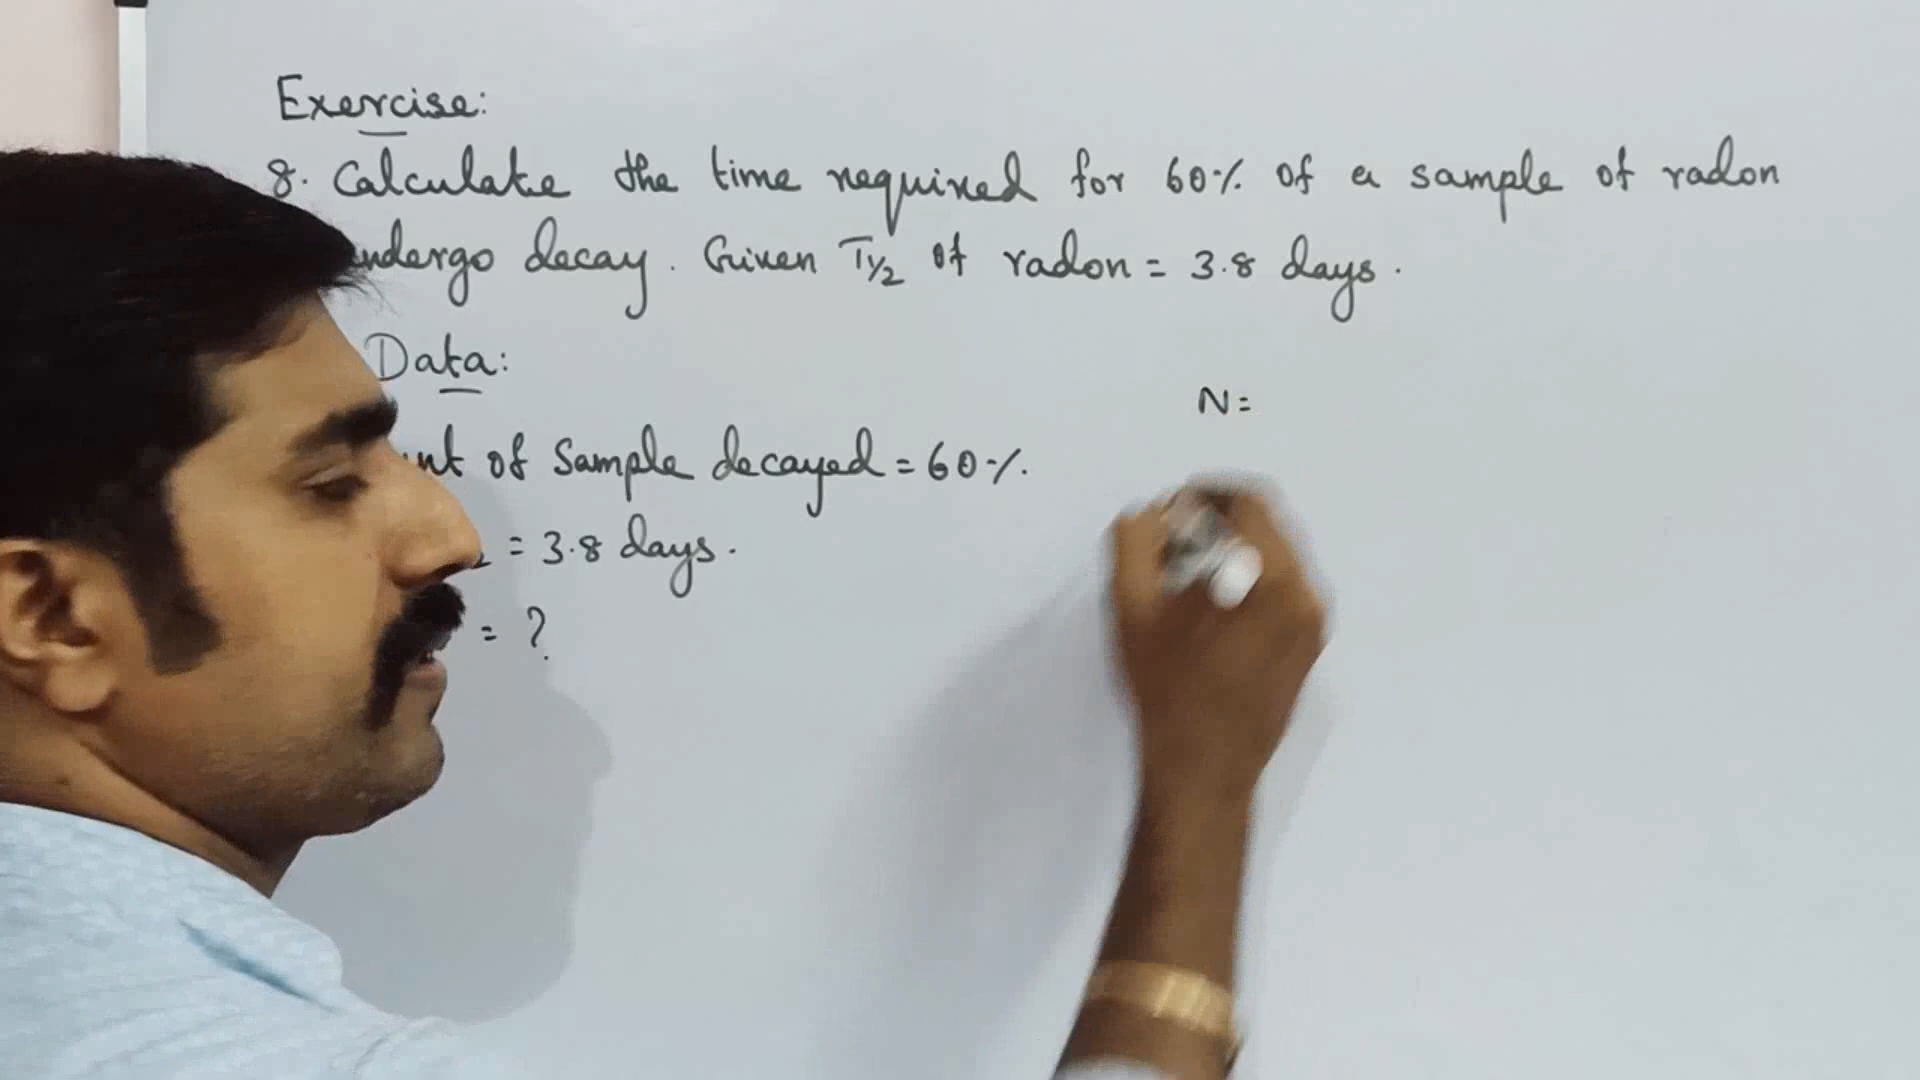 Exercise:
8. Calculate the time required for 60% of a sample of radon
undergo decay. Given T1/2 of radon = 3.8 days.
Data:
of Sample decayed = 60%.
= 3.8 days.
= ?
N =